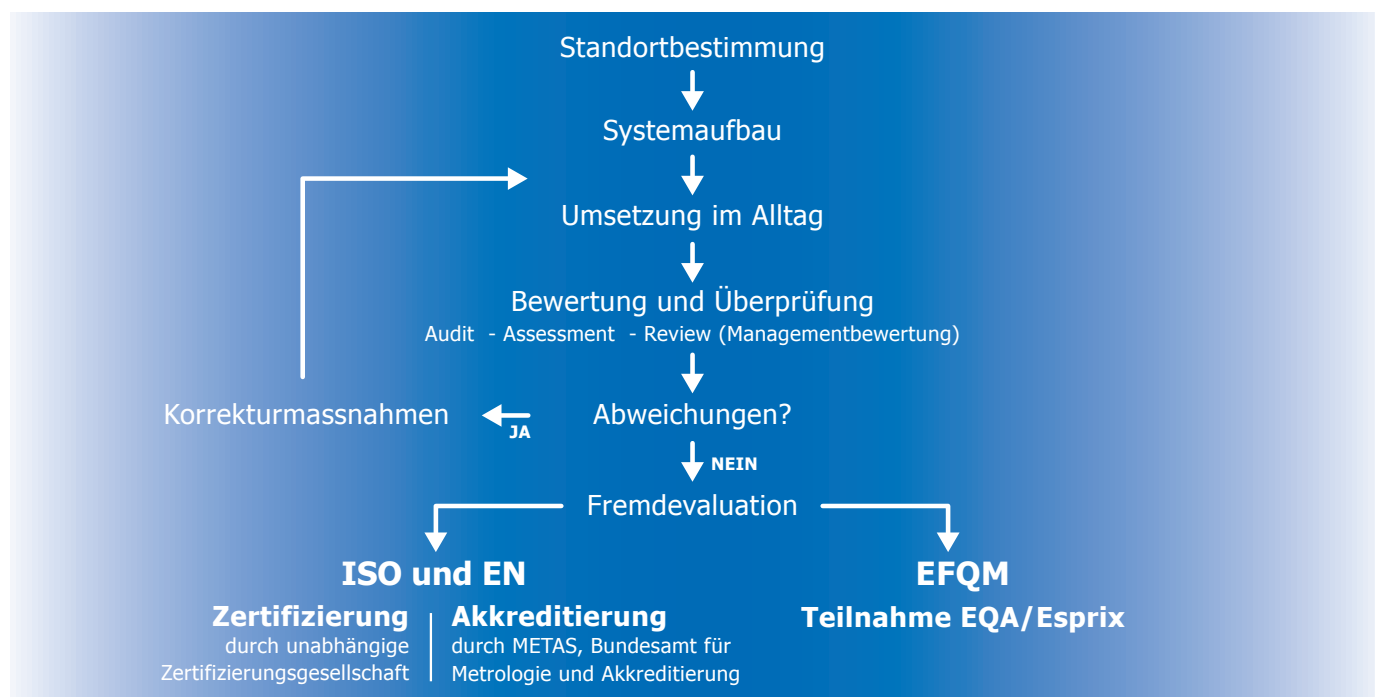 Standortbestimmung
Systemaufbau
Umsetzung im Alltag
Bewertung und Überprüfung
Audit - Assessment - Review (Managementbewertung)
Korrekturmassnahmen
JA
Abweichungen?
NEIN
Fremdevaluation
ISO und EN
Zertifizierung
durch unabhängige
Zertifizierungsgesellschaft
Akkreditierung
durch METAS, Bundesamt für
Metrologie und Akkreditierung
EFQM
Teilnahme EQA/Esprix